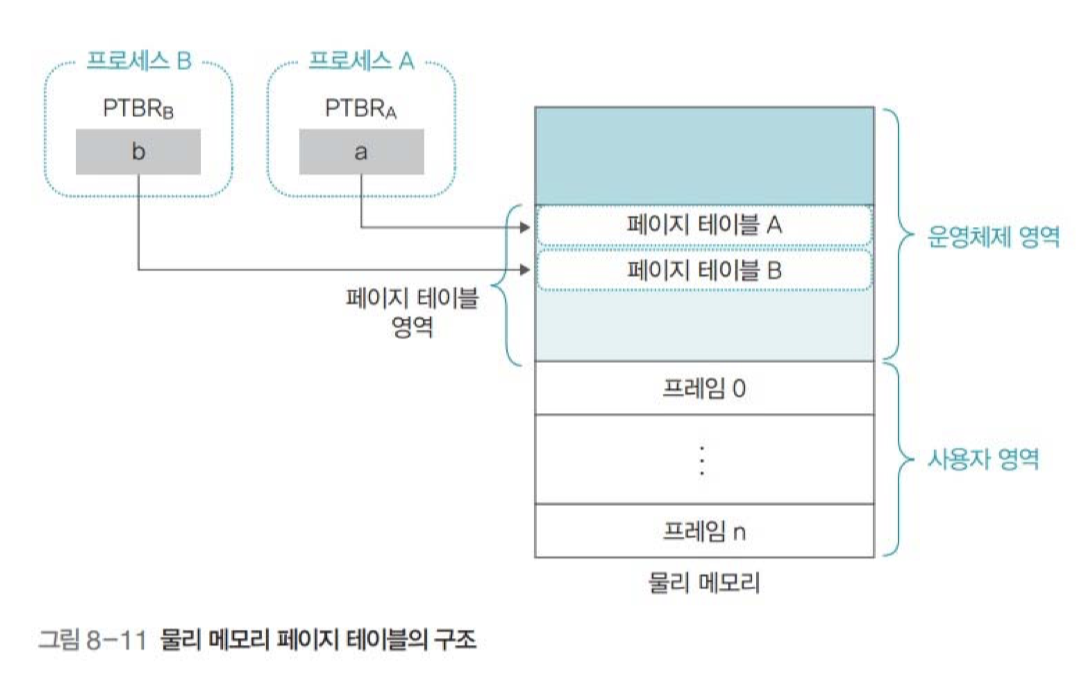 프로세스 B
프로세스 A
PTBRB
PTBRA
b
a
페이지 테이블 A
페이지 테이블 B
운영체제 영역
페이지 테이블
영역
프레임 0
⋮
사용자 영역
프레임 n
물리 메모리
그림 8-11 물리 메모리 페이지 테이블의 구조